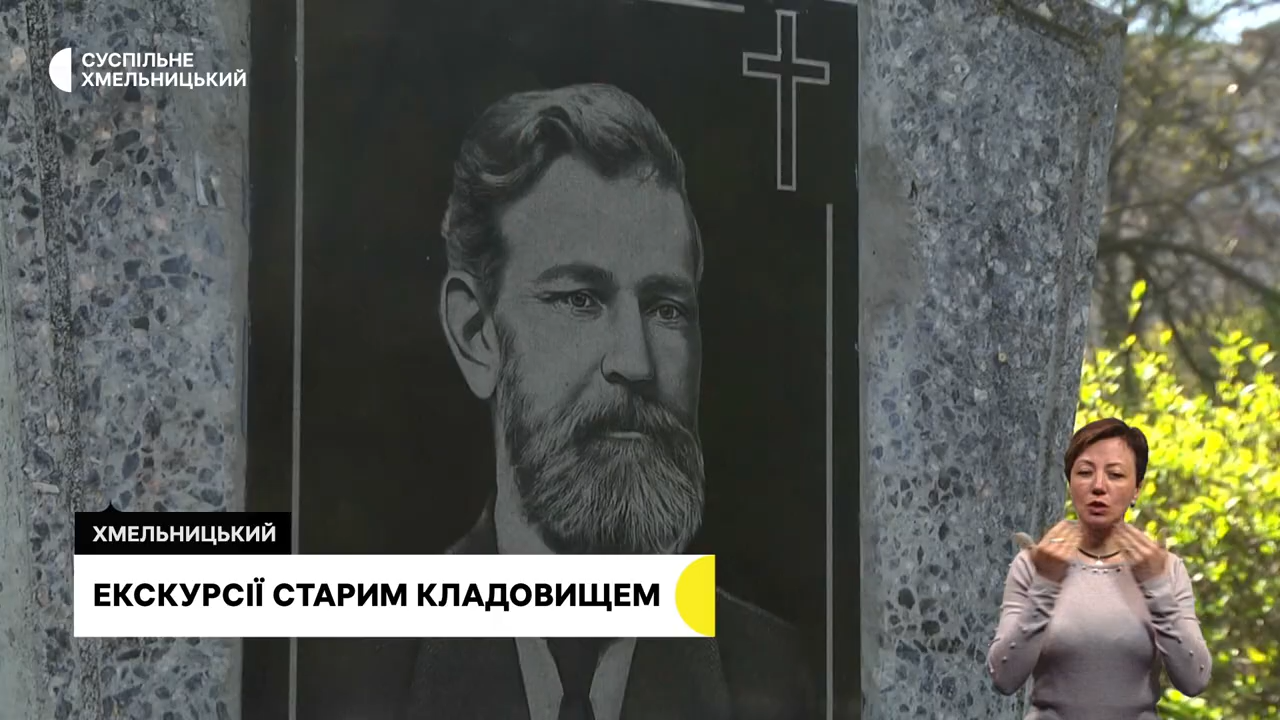 СУСПІЛЬНЕ
ХМЕЛЬНИЦЬКИЙ
ХМЕЛЬНИЦЬКИЙ
ЕКСКУРСІЇ СТАРИМ КЛАДОВИЩЕМ